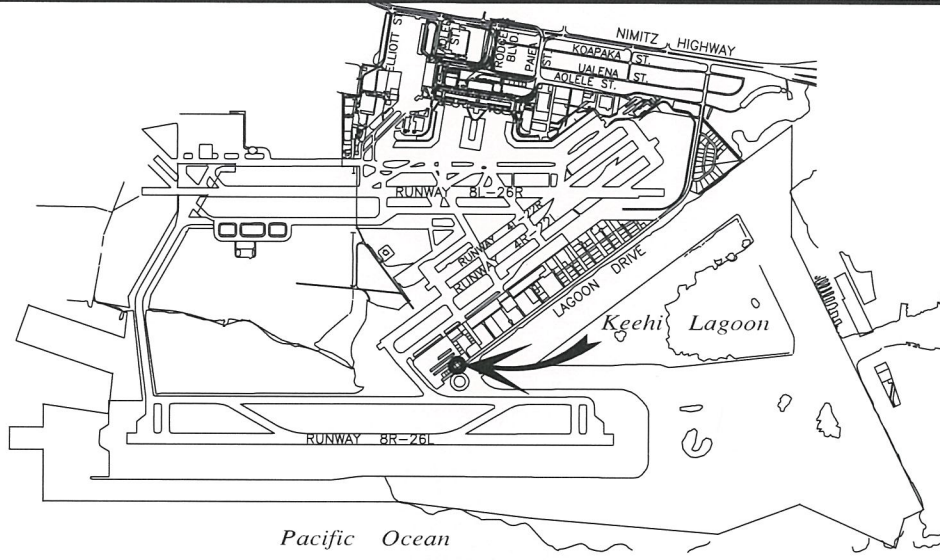 ELLIOTT ST.
RODGERS
BLVD.
PAIEA
ST.
NIMITZ HIGHWAY
KOAPAKA ST.
UALENA ST.
AOLELE ST.
RUNWAY 8L-26R
RUNWAY 4L-22R
RUNWAY 4R-22L
LAGOON DRIVE
Keehi Lagoon
RUNWAY 8R-26L
Pacific Ocean